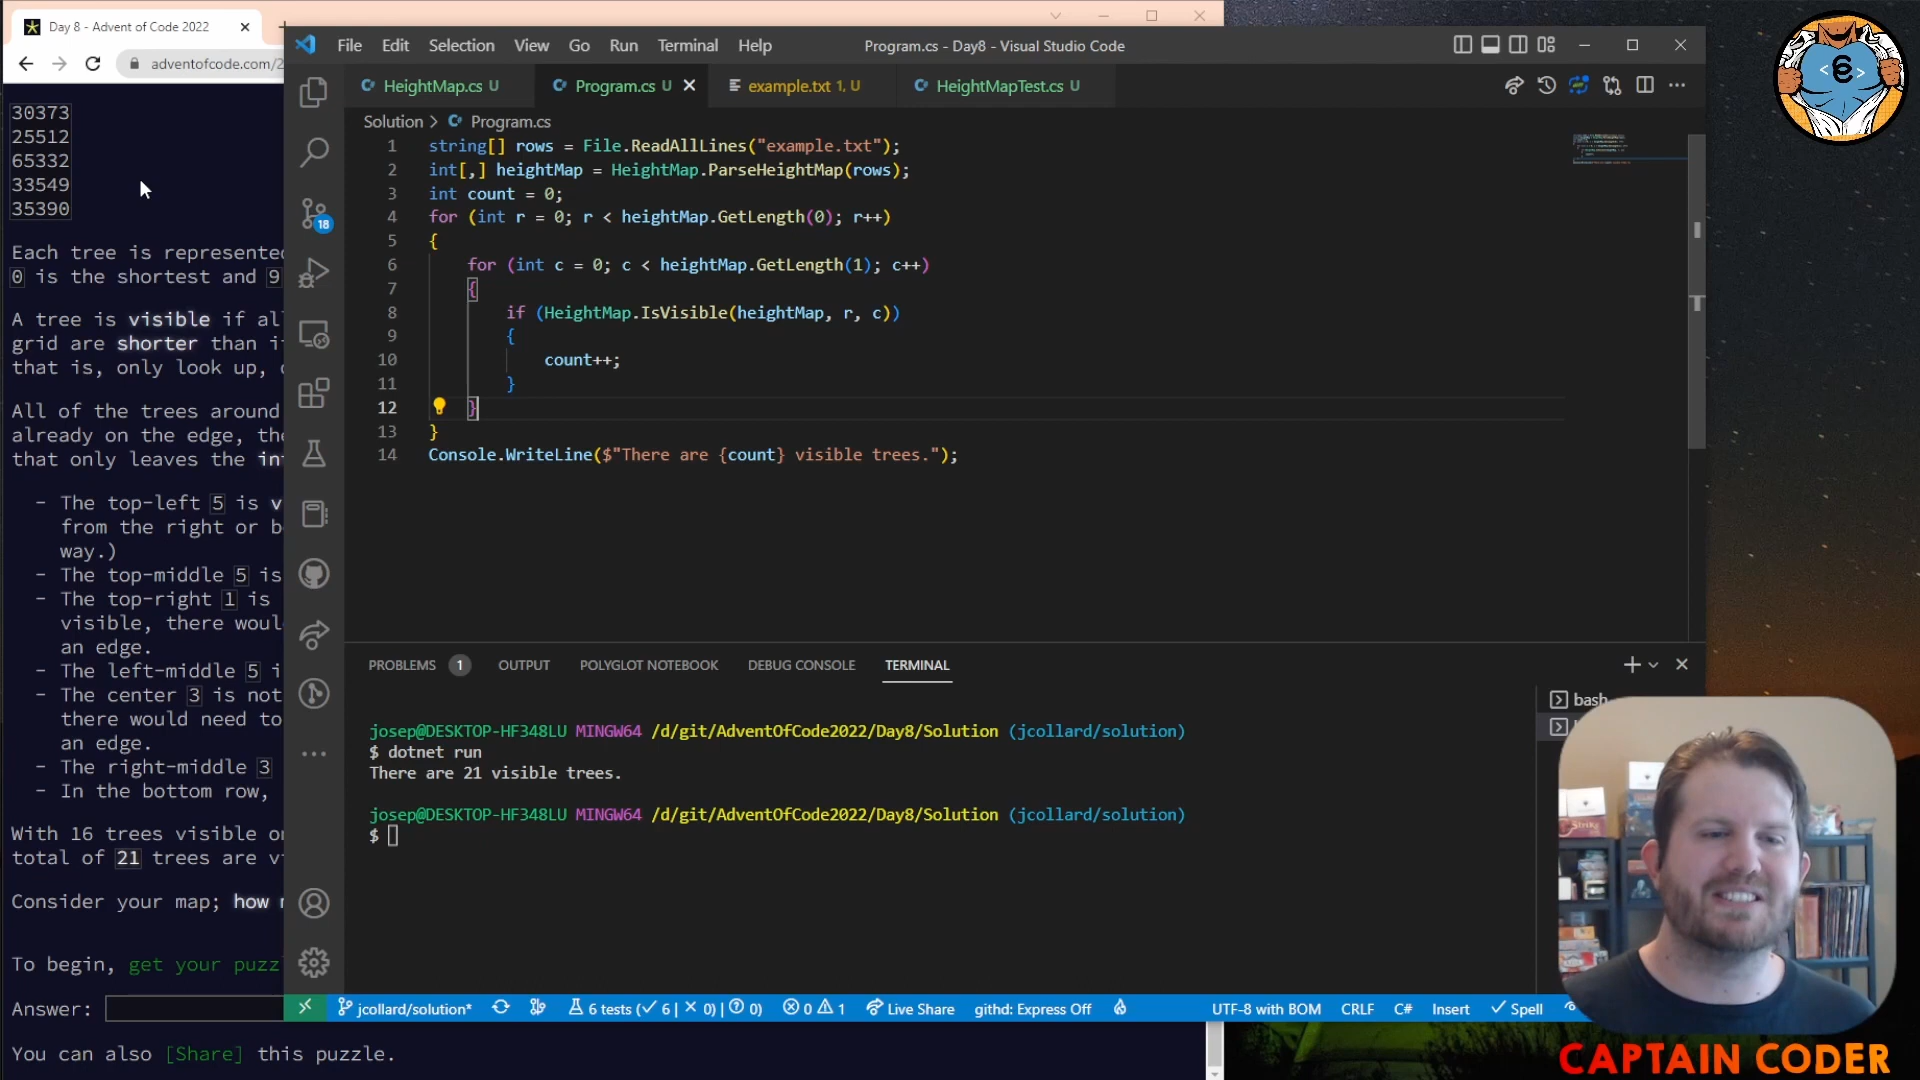 Day 8 - Advent of Code 2022
adventofcode.com/2
30373
25512
65332
33549
35390
Each tree is represented
0 is the shortest and 9
A tree is visible if al
grid are shorter than i
that is, only look up,
All of the trees around
already on the edge, the
that only leaves the in
- The top-left 5 is v
from the right or b
way.)
- The top-middle 5 is
- The top-right 1 is
visible, there woul
an edge.
- The left-middle 5 i
- The center 3 is not
there would need to
an edge.
- The right-middle 3
- In the bottom row,
With 16 trees visible o
total of 21 trees are v
Consider your map; how
To begin, get your puzz
Answer:
You can also [Share] this puzzle.
File Edit Selection View Go Run Terminal Help
Program.cs - Day8 - Visual Studio Code
HeightMap.cs U
Program.cs U
example.txt 1, U
HeightMapTest.cs U
Solution > Program.cs
1 string[] rows = File.ReadAllLines("example.txt");
2 int[,] heightMap = HeightMap.ParseHeightMap(rows);
3 int count = 0;
4 for (int r = 0; r < heightMap.GetLength(0); r++)
5 {
6 for (int c = 0; c < heightMap.GetLength(1); c++)
7 {
8 if (HeightMap.IsVisible(heightMap, r, c))
9 {
10 count++;
11 }
12 }
13 }
14 Console.WriteLine($"There are {count} visible trees.");
18
PROBLEMS 1 OUTPUT POLYGLOT NOTEBOOK DEBUG CONSOLE TERMINAL
josep@DESKTOP-HF348LU MINGW64 /d/git/AdventOfCode2022/Day8/Solution (jcollard/solution)
$ dotnet run
There are 21 visible trees.
josep@DESKTOP-HF348LU MINGW64 /d/git/AdventOfCode2022/Day8/Solution (jcollard/solution)
$
bash
jcollard/solution* 6 tests (✓ 6 | ✕ 0) | ? 0) 0 1 Live Share githd: Express Off UTF-8 with BOM CRLF C# Insert ✓ Spell
CAPTAIN CODER